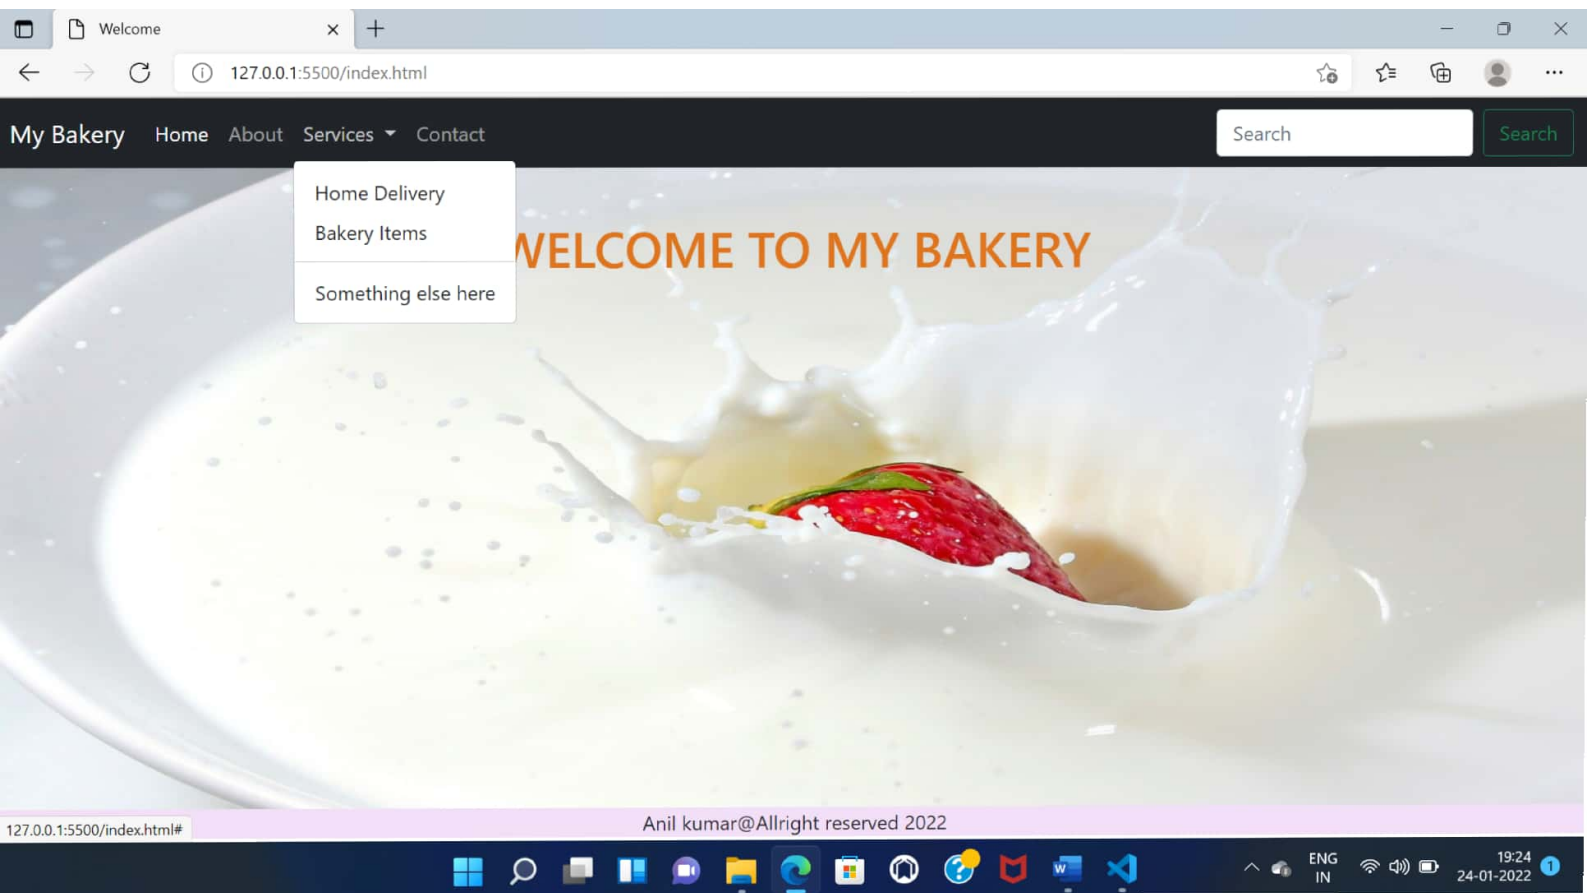 Welcome
127.0.0.1:5500/index.html
My Bakery Home About Services Contact Search Search
Home Delivery
Bakery Items
Something else here
WELCOME TO MY BAKERY
Anil kumar@Allright reserved 2022
127.0.0.1:5500/index.html#
ENG
IN
19:24
24-01-2022
1